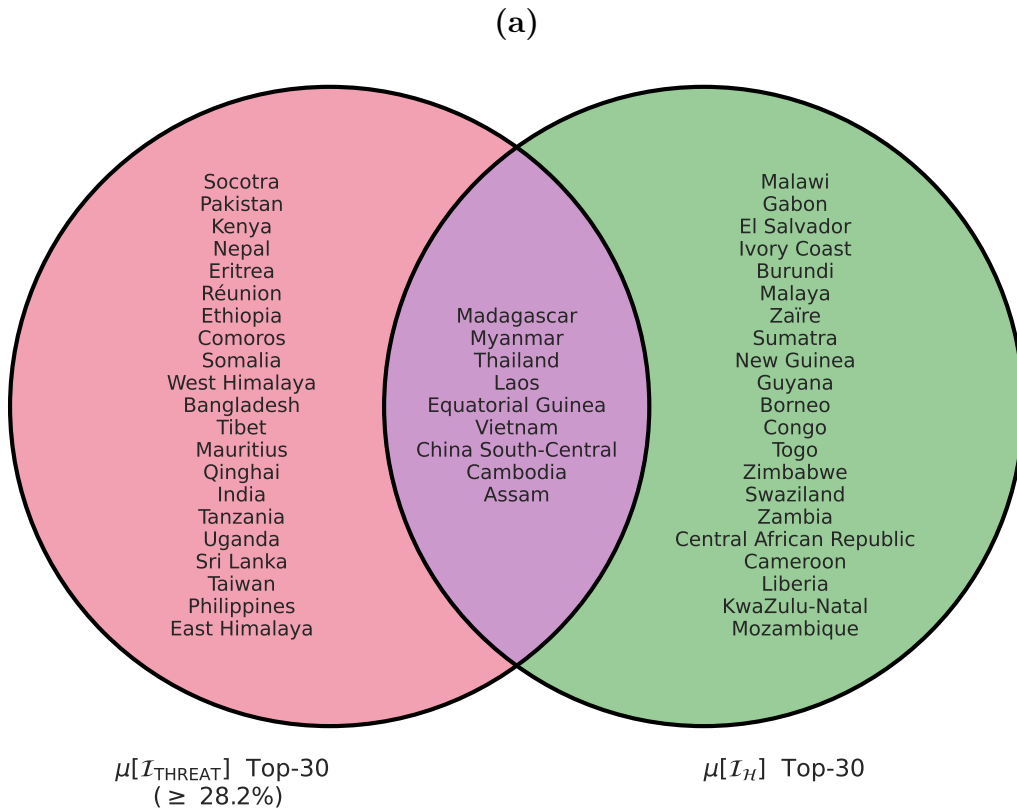 (a)
Socotra
Pakistan
Kenya
Nepal
Eritrea
Réunion
Ethiopia
Comoros
Somalia
West Himalaya
Bangladesh
Tibet
Mauritius
Qinghai
India
Tanzania
Uganda
Sri Lanka
Taiwan
Philippines
East Himalaya
Madagascar
Myanmar
Thailand
Laos
Equatorial Guinea
Vietnam
China South-Central
Cambodia
Assam
Malawi
Gabon
El Salvador
Ivory Coast
Burundi
Malaya
Zaïre
Sumatra
New Guinea
Guyana
Borneo
Congo
Togo
Zimbabwe
Swaziland
Zambia
Central African Republic
Cameroon
Liberia
KwaZulu-Natal
Mozambique
μ[𝓘_THREAT] Top-30
(≥ 28.2%)
μ[𝓘_𝓗] Top-30